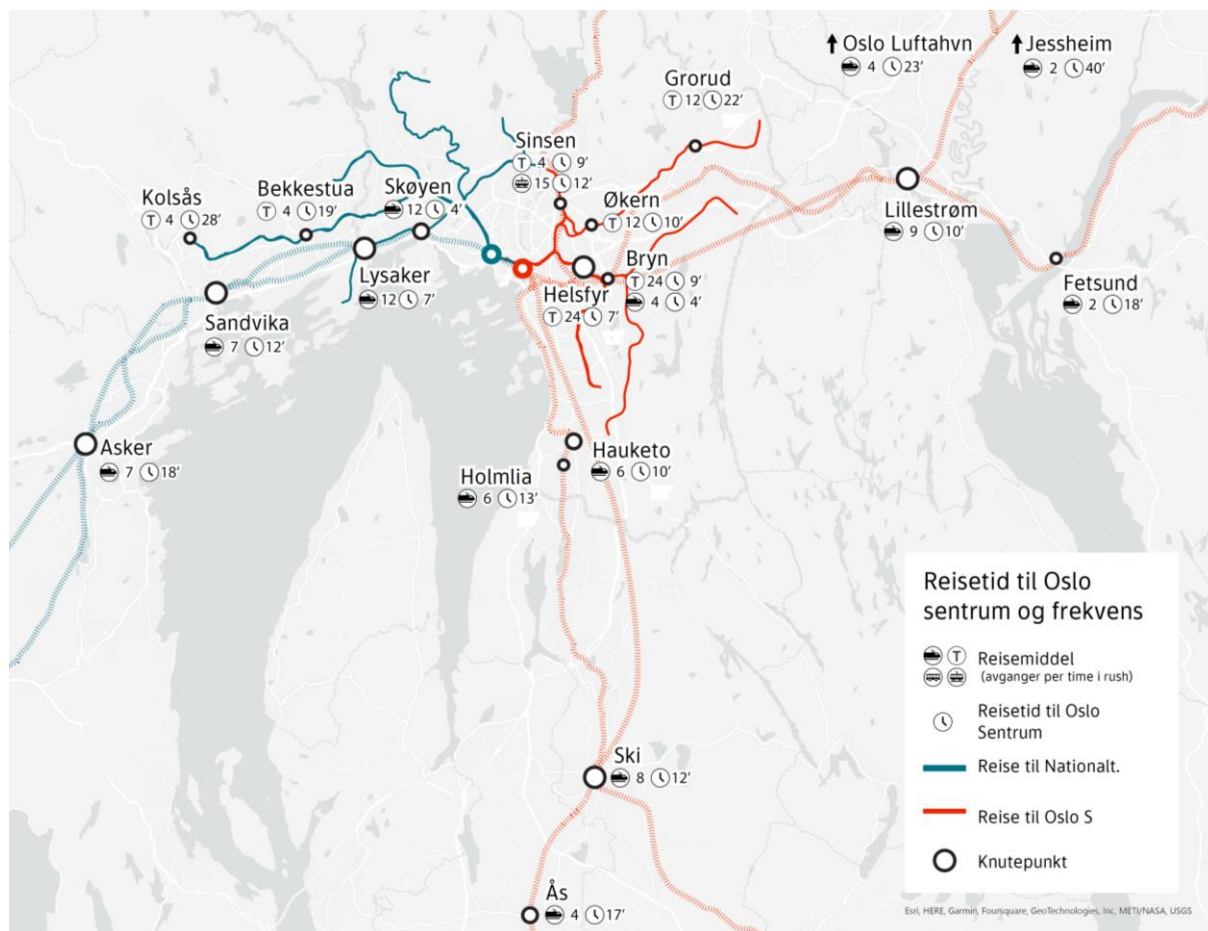 Oslo Luftahvn
4 23'
Jessheim
2 40'
Grorud
T 12 22'
Sinsen
T 4 9'
15 12'
Kolsås
T 4 28'
Bekkestua
T 4 19'
Skøyen
12 4'
Økern
T 12 10'
Lillestrøm
9 10'
Lysaker
12 7'
Bryn
T 24 9'
4 4'
Helsfyr
T 24 7'
Fetsund
2 18'
Sandvika
7 12'
Asker
7 18'
Hauketo
6 10'
Holmlia
6 13'
Ski
8 12'
Ås
4 17'
Reisetid til Oslo
sentrum og frekvens
T Reisemiddel
(avganger per time i rush)
Reisetid til Oslo
Sentrum
Reise til Nationalt.
Reise til Oslo S
Knutepunkt
Esri, HERE, Garmin, Foursquare, GeoTechnologies, Inc, METI/NASA, USGS